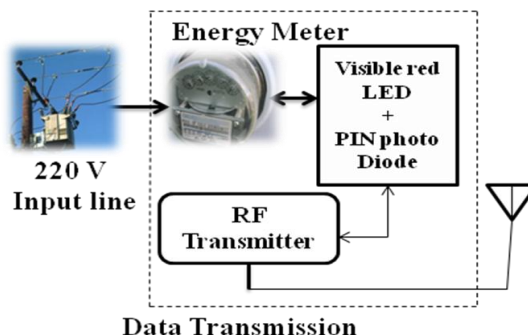 Energy Meter
Visible red
LED
+
PIN photo
Diode
220 V
Input line
RF
Transmitter
Data Transmission